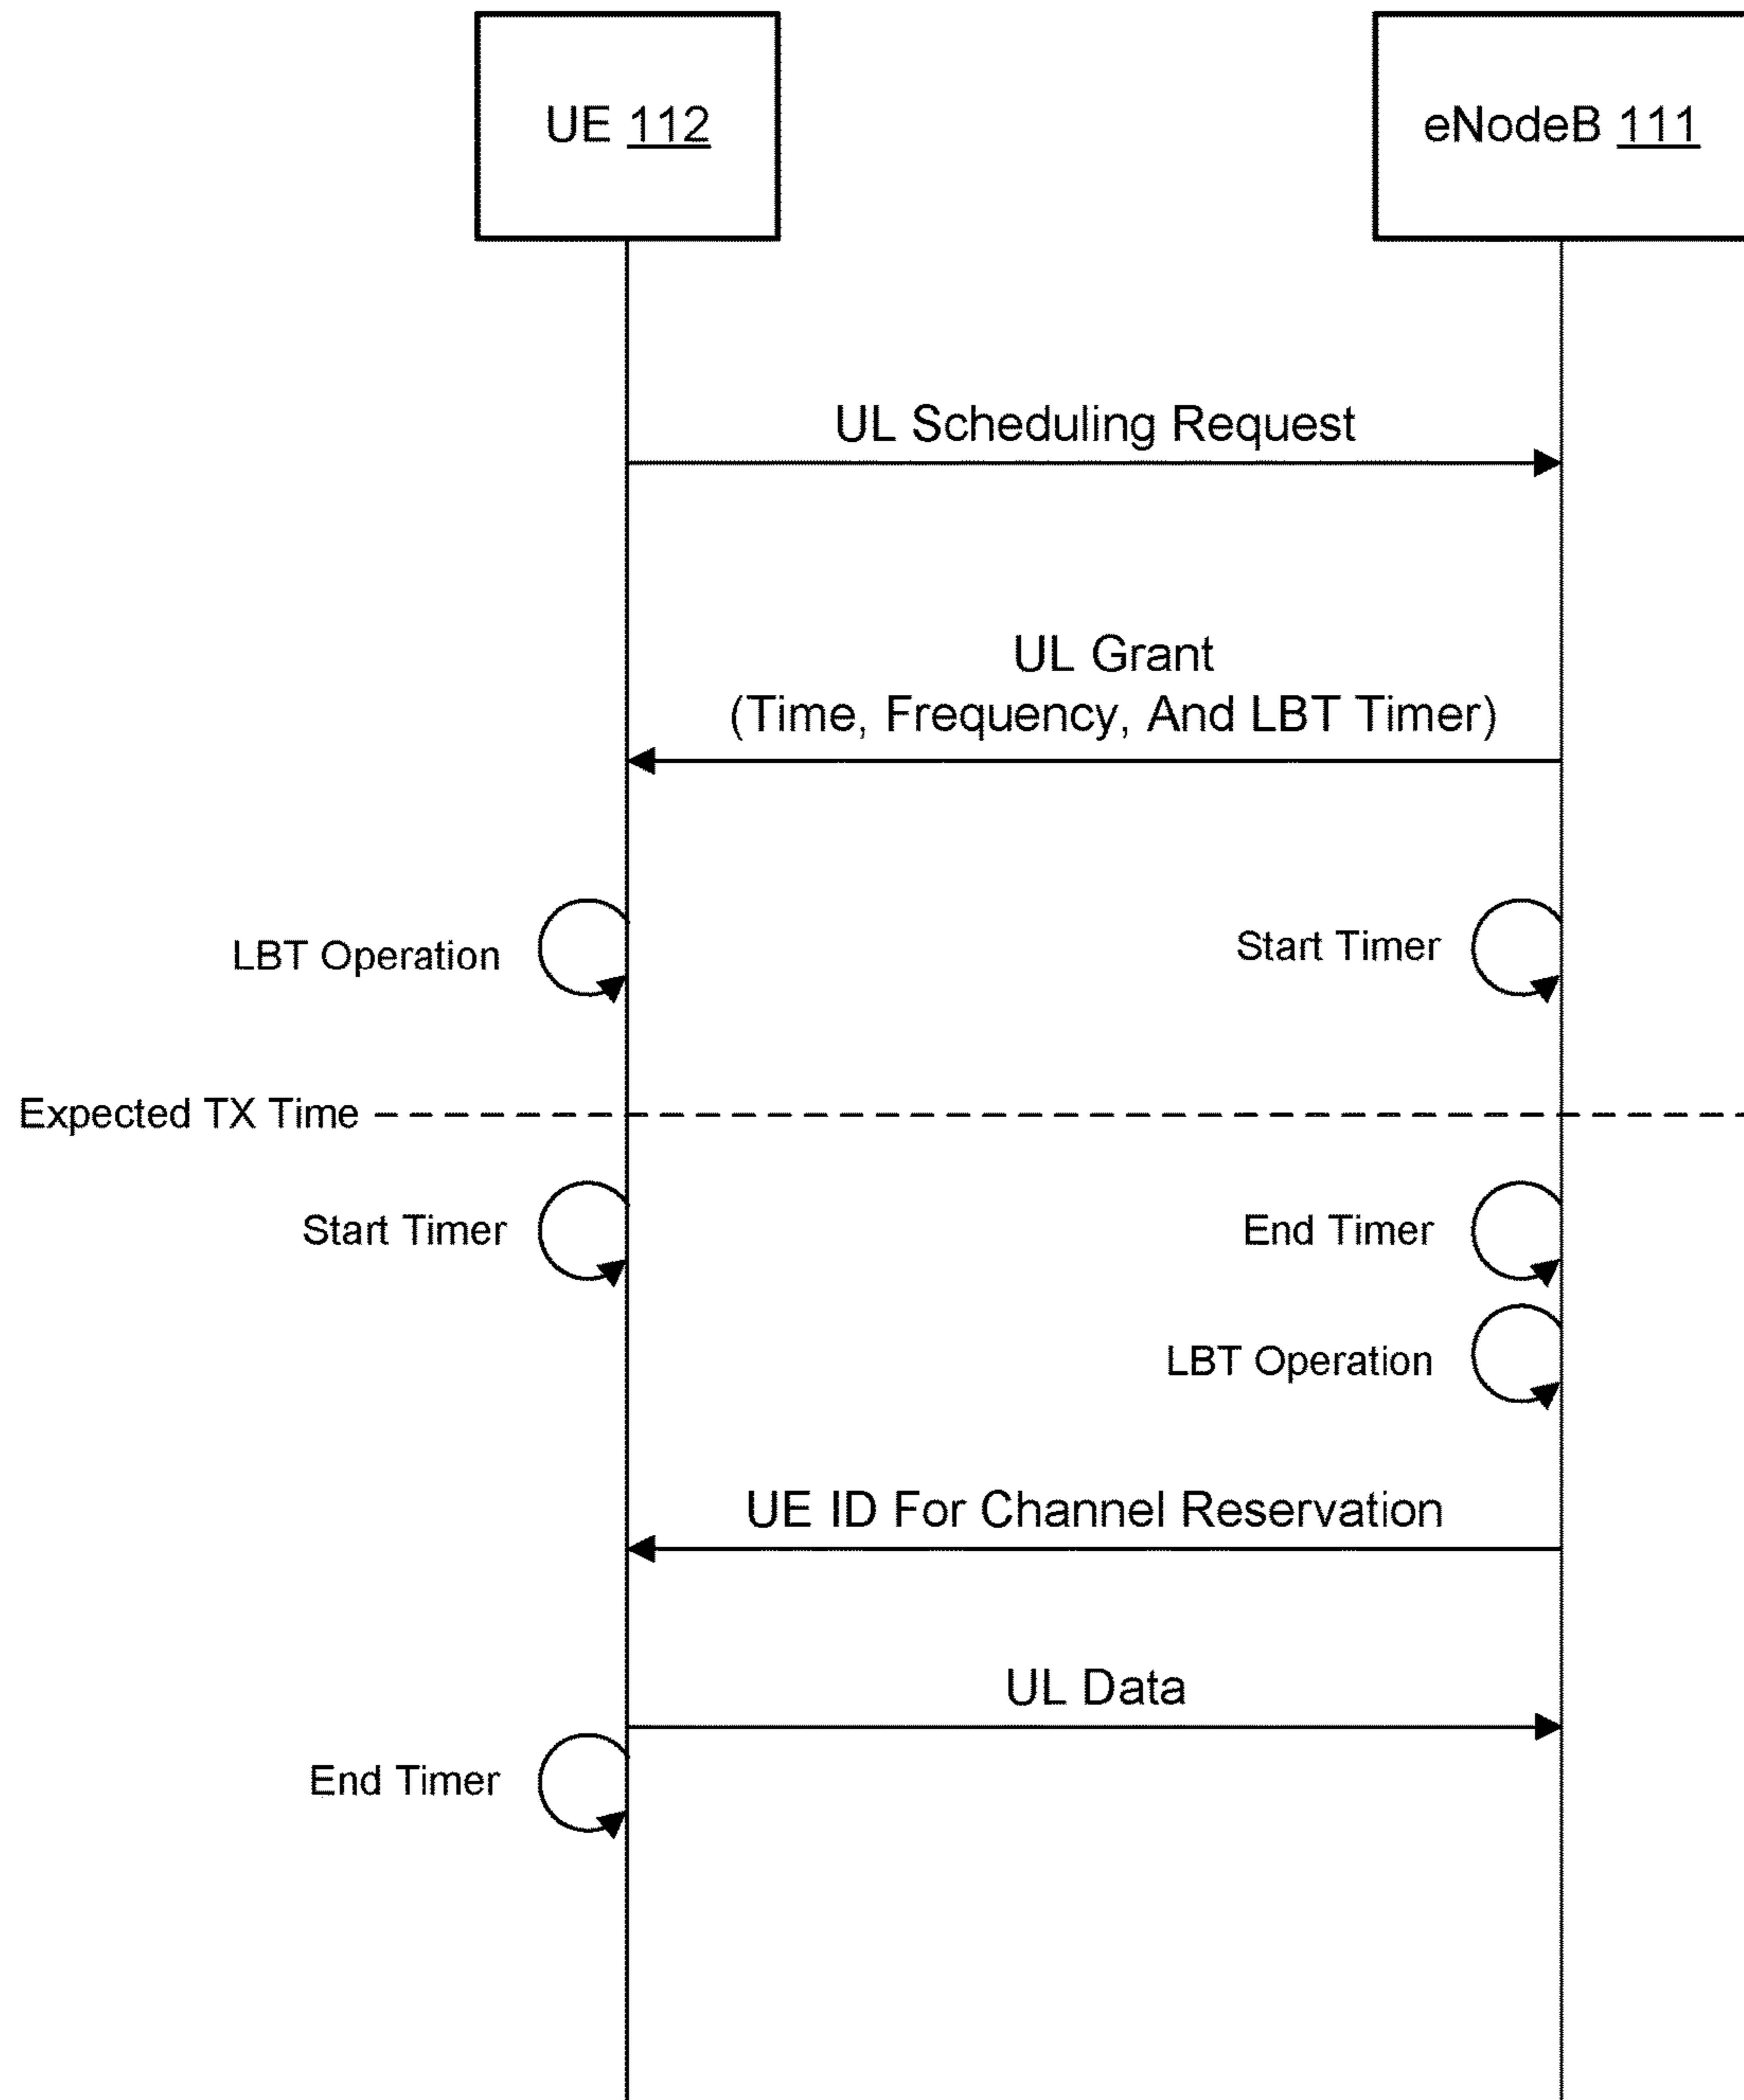 UE 112
eNodeB 111
UL Scheduling Request
UL Grant
(Time, Frequency, And LBT Timer)
LBT Operation
Start Timer
Expected TX Time
Start Timer
End Timer
LBT Operation
UE ID For Channel Reservation
UL Data
End Timer